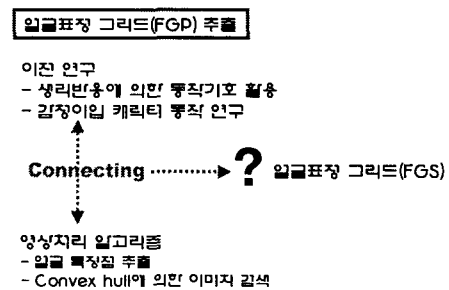 얼굴표정 그리드(FGP) 추출
이전 연구
- 생리반응에 의한 동작기호 활용
- 감정이입 캐릭터 동작 연구
Connecting ? 얼굴표정 그리드(FGS)
영상처리 알고리즘
- 얼굴 특징점 추출
- Convex hull에 의한 이미지 검색